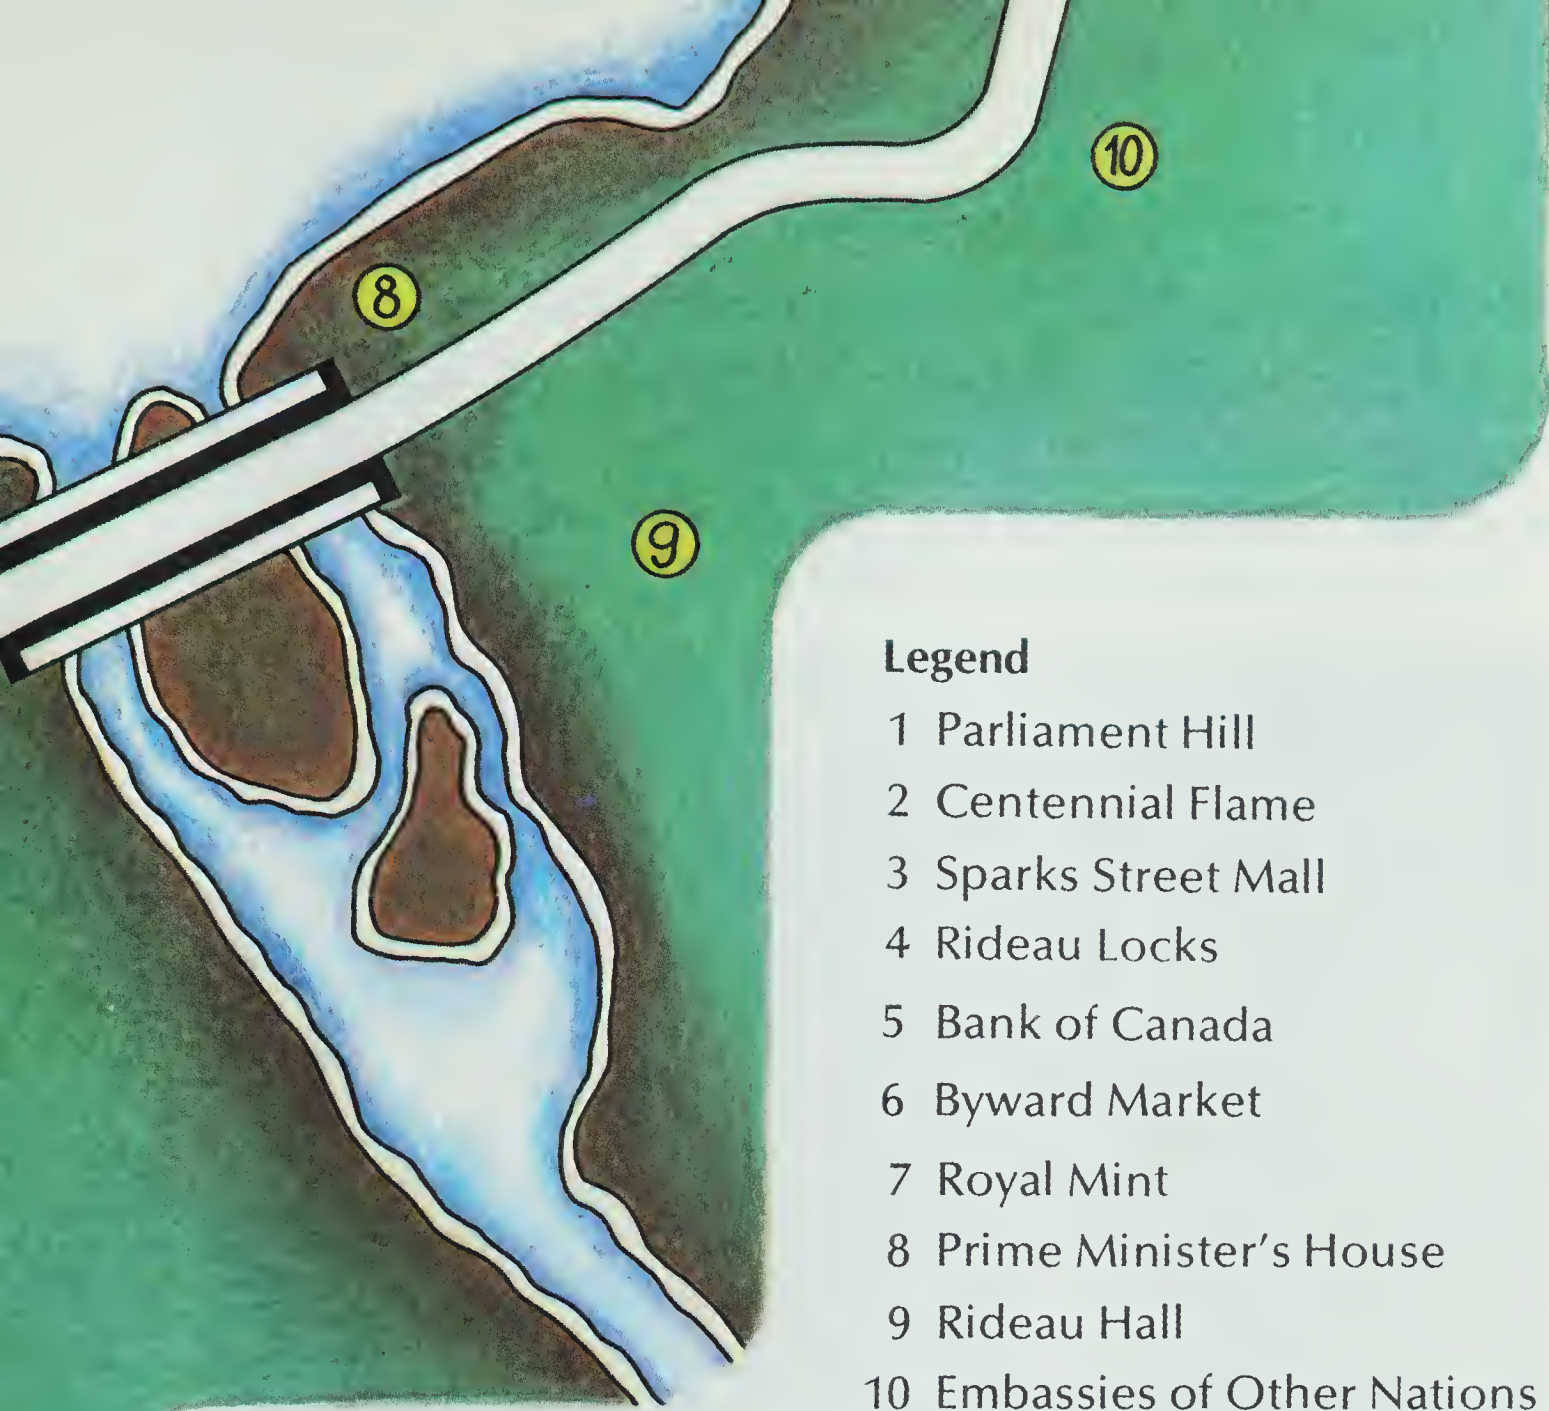 10
8
9
Legend
1 Parliament Hill
2 Centennial Flame
3 Sparks Street Mall
4 Rideau Locks
5 Bank of Canada
6 Byward Market
7 Royal Mint
8 Prime Minister's House
9 Rideau Hall
10 Embassies of Other Nations